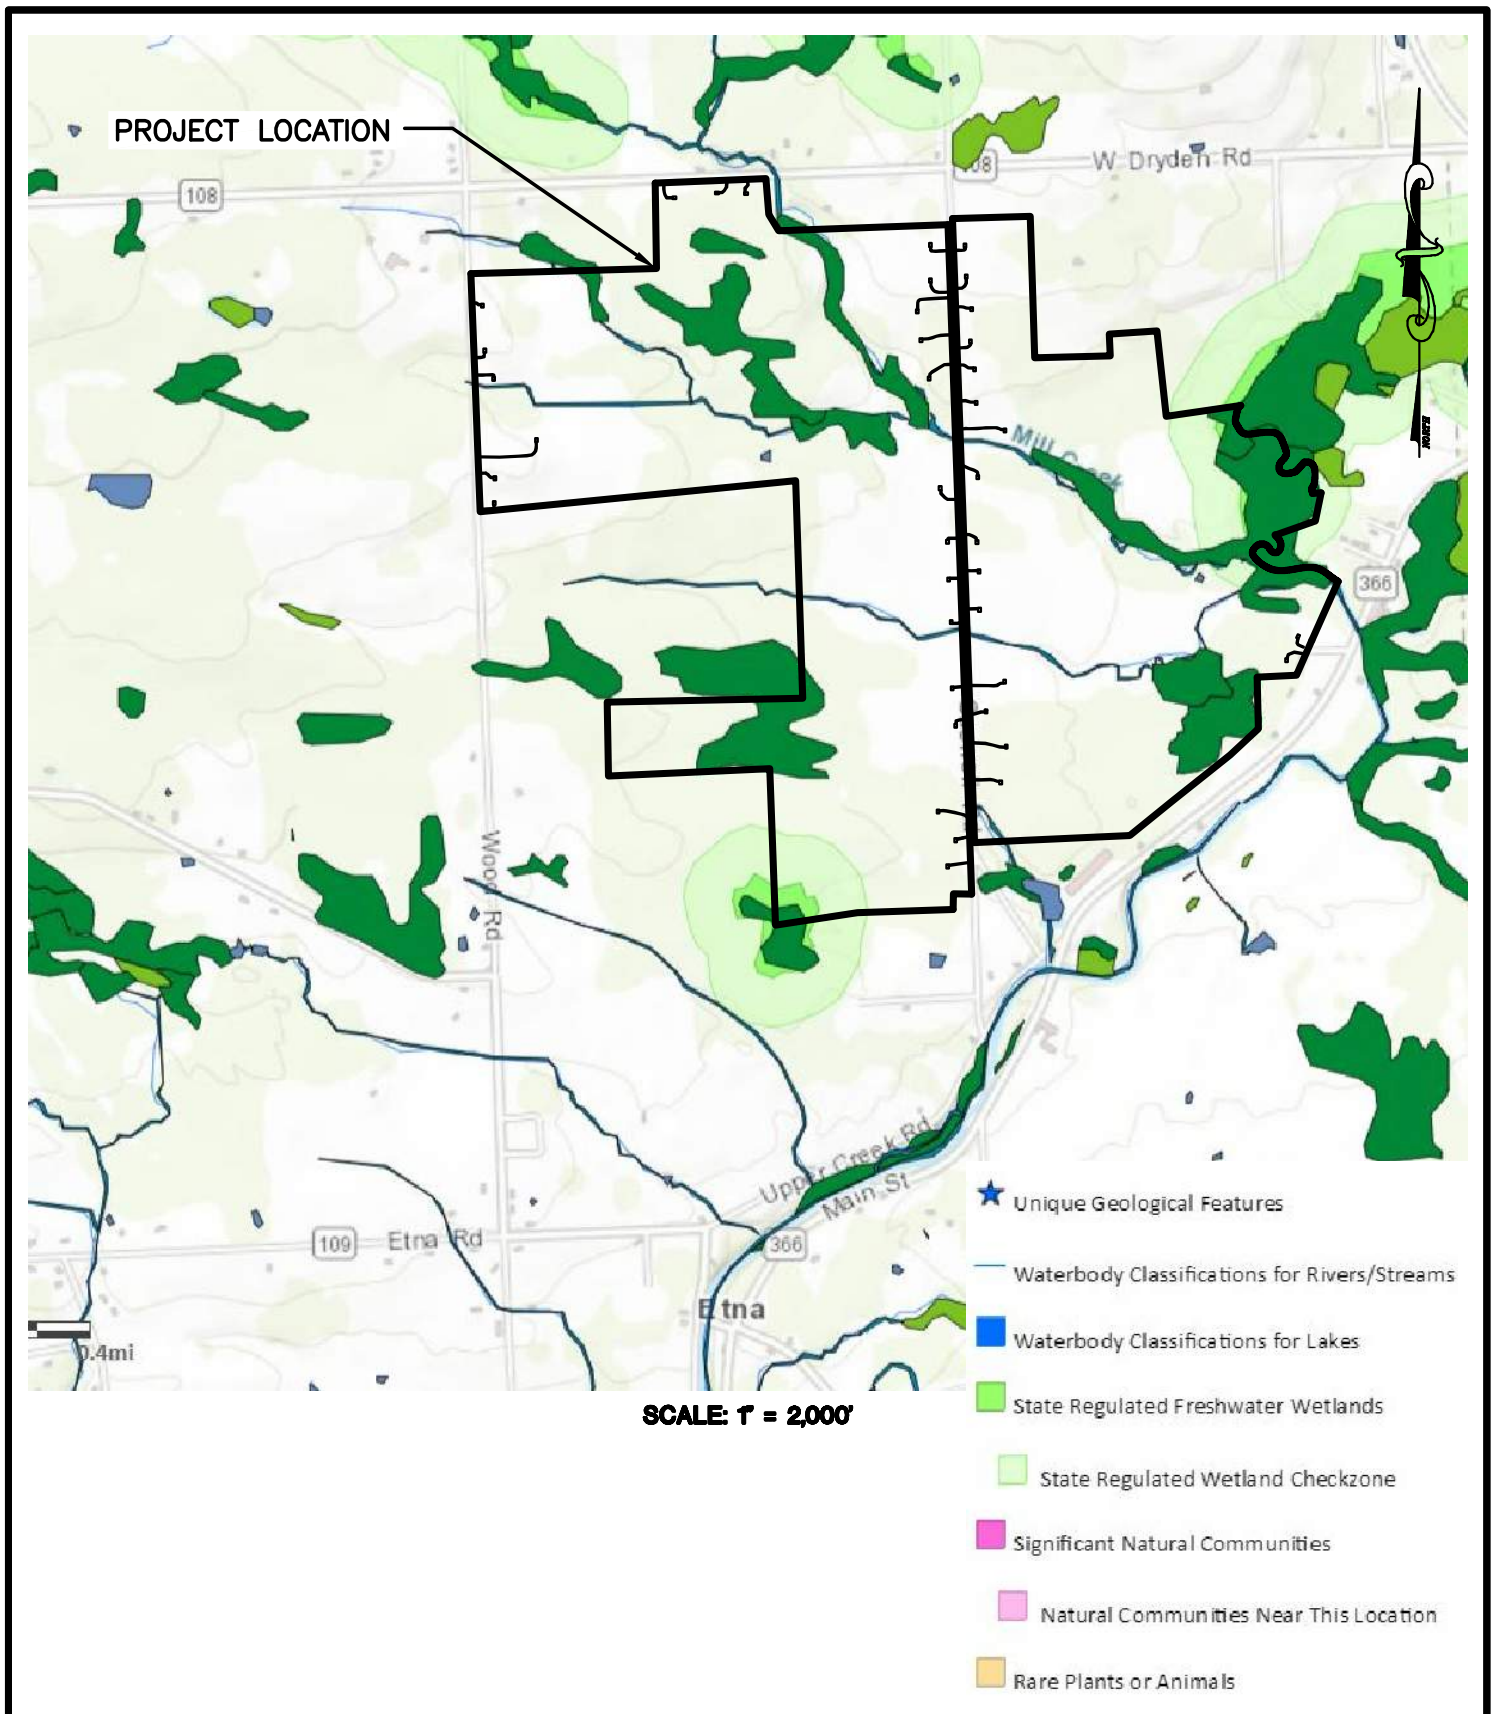 PROJECT LOCATION
108
08
W Dryden Rd
NORTH
Mill Creek
366
Wood Rd
Upper Creek Rd
Main St
109
Etna Rd
366
Etna
0.4mi
SCALE: 1" = 2,000'
Unique Geological Features
Waterbody Classifications for Rivers/Streams
Waterbody Classifications for Lakes
State Regulated Freshwater Wetlands
State Regulated Wetland Checkzone
Significant Natural Communities
Natural Communities Near This Location
Rare Plants or Animals